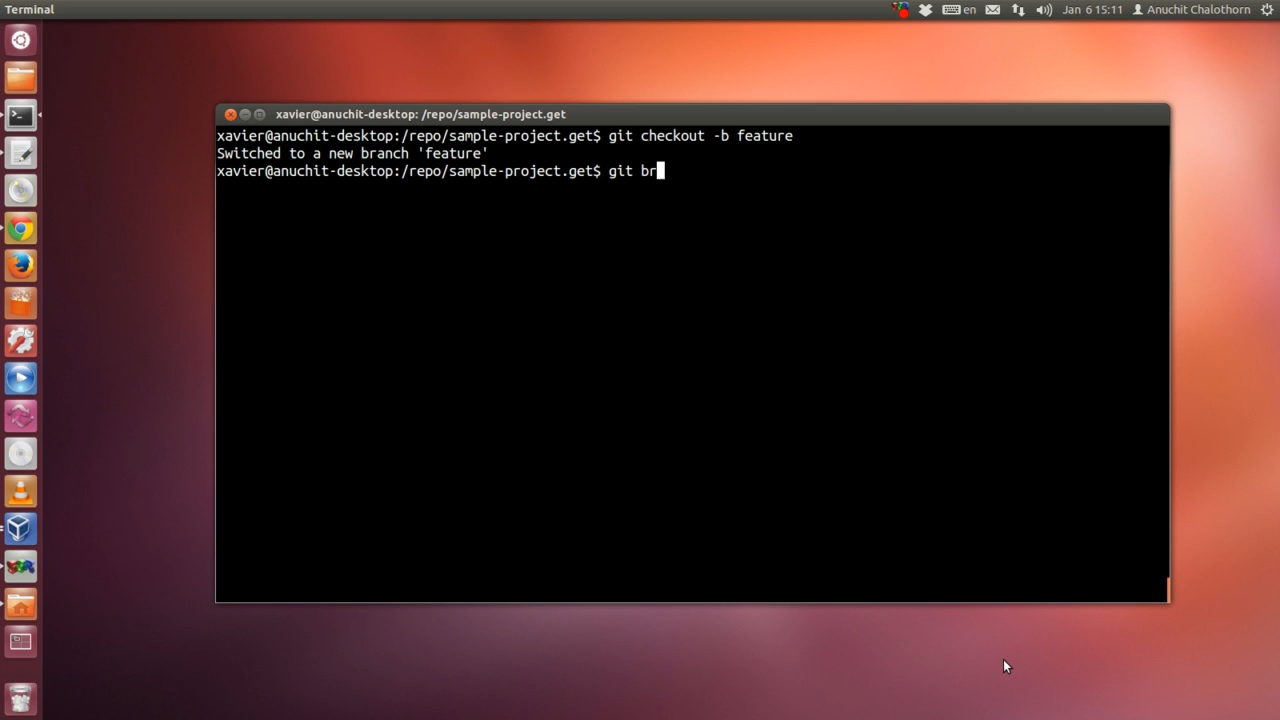 Terminal
en
Jan 6 15:11
Anuchit Chalothorn
xavier@anuchit-desktop: /repo/sample-project.get
xavier@anuchit-desktop:/repo/sample-project.get$ git checkout -b feature
Switched to a new branch 'feature'
xavier@anuchit-desktop:/repo/sample-project.get$ git br